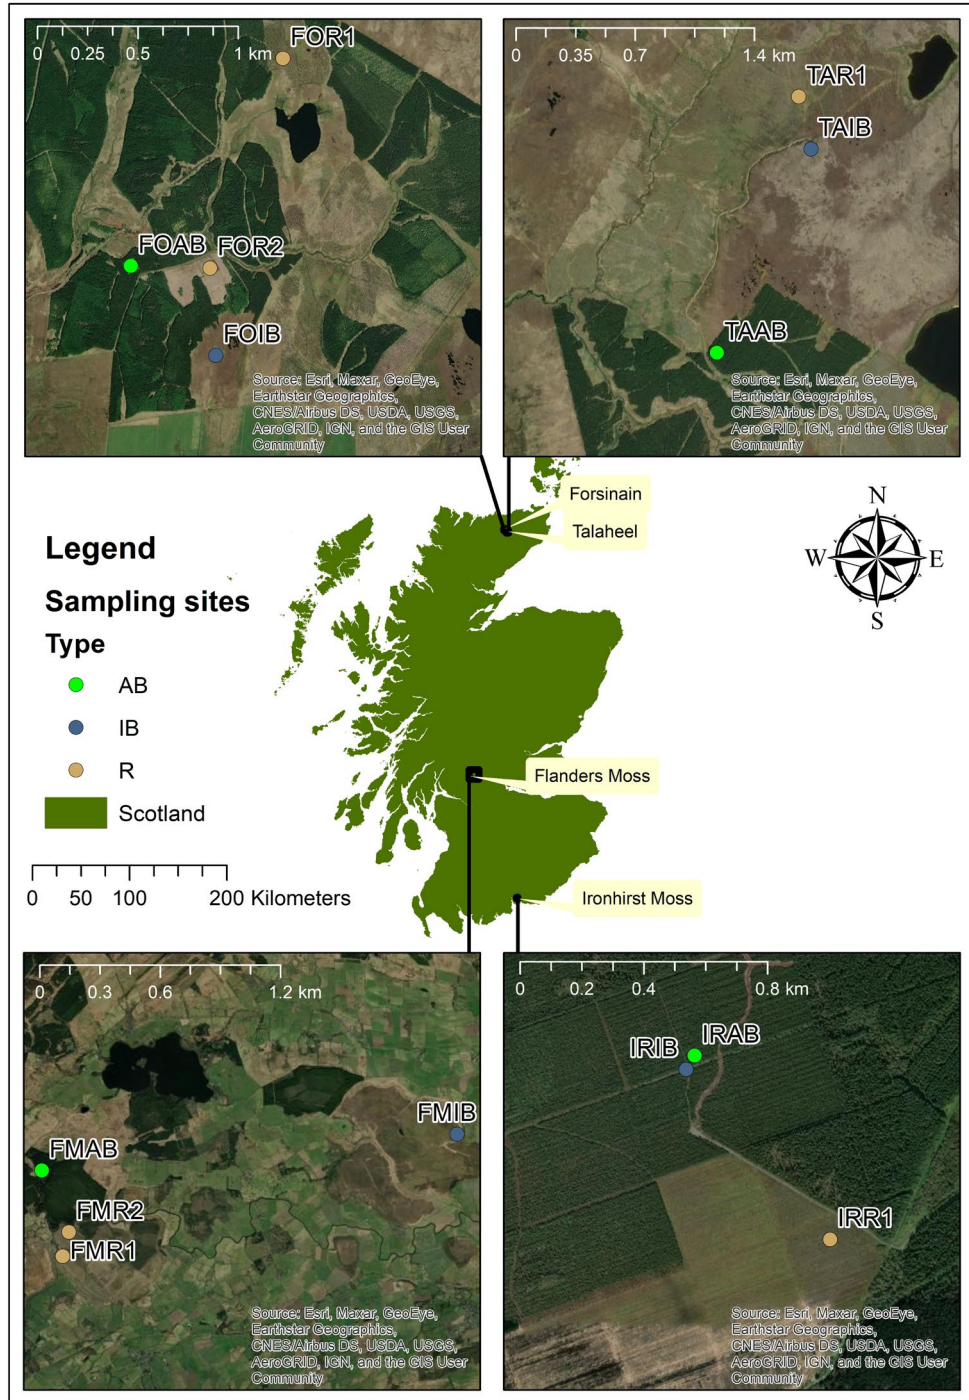 FOR1
0 0.25 0.5 1 km
FOAB
FOR2
FOIB
Source: Esri, Maxar, GeoEye,
Earthstar Geographics,
CNES/Airbus DS, USDA, USGS,
AeroGRID, IGN, and the GIS User
Community
0 0.35 0.7 1.4 km
TAR1
TAIB
TAAB
Source: Esri, Maxar, GeoEye,
Earthstar Geographics,
CNES/Airbus DS, USDA, USGS,
AeroGRID, IGN, and the GIS User
Community
Forsinain
Talaheel
N
W E
S
Legend
Sampling sites
Type
AB
IB
R
Scotland
0 50 100 200 Kilometers
Flanders Moss
Ironhirst Moss
0 0.3 0.6 1.2 km
FMIB
FMAB
FMR2
FMR1
Source: Esri, Maxar, GeoEye,
Earthstar Geographics,
CNES/Airbus DS, USDA, USGS,
AeroGRID, IGN, and the GIS User
Community
0 0.2 0.4 0.8 km
IRAB
IRIB
IRR1
Source: Esri, Maxar, GeoEye,
Earthstar Geographics,
CNES/Airbus DS, USDA, USGS,
AeroGRID, IGN, and the GIS User
Community